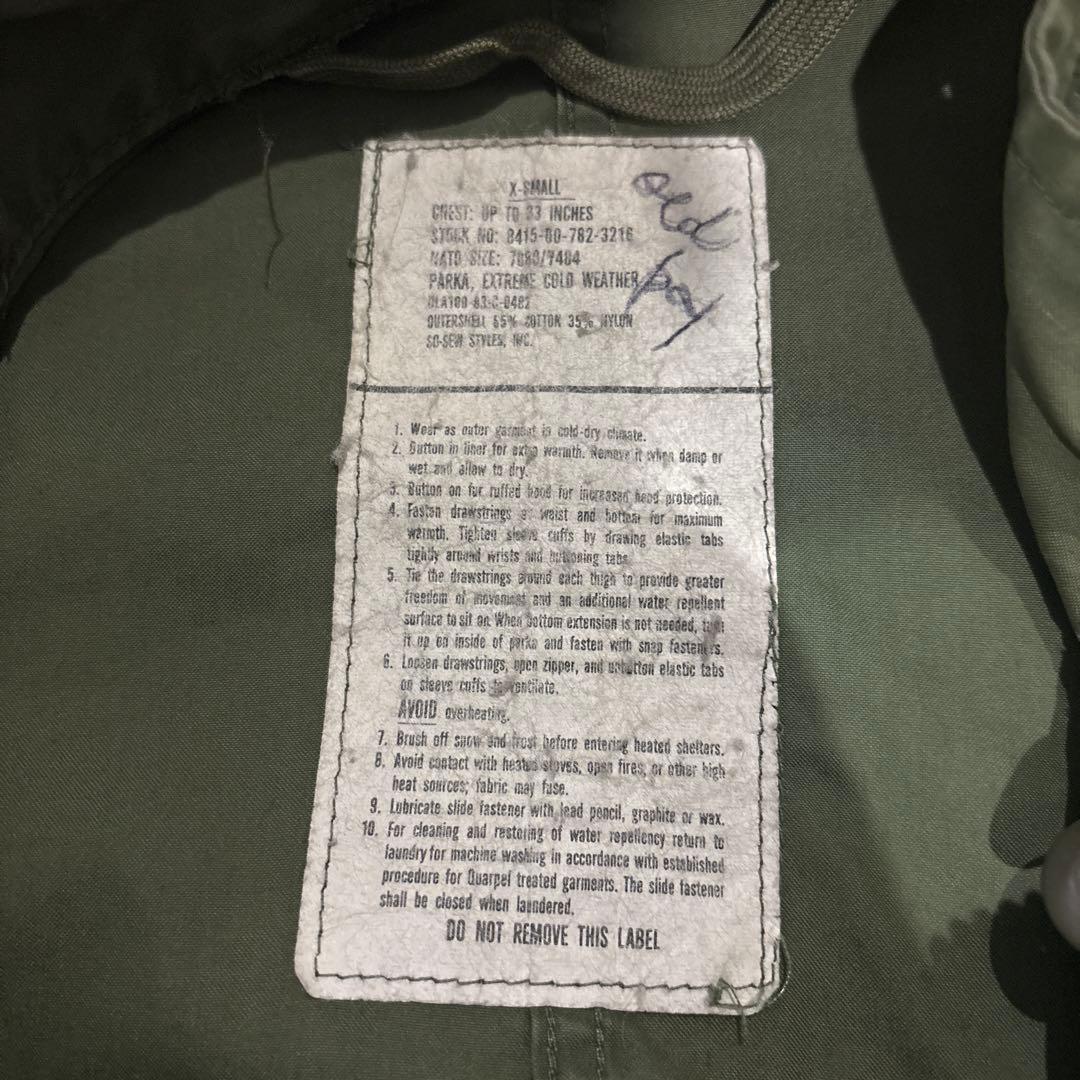 X-SMALL
CHEST: UP TO 33 INCHES
STOCK NO: 8415-00-782-3216
NATO SIZE: 7080/7484
PARKA, EXTREME COLD WEATHER
DLA100-83-C-0482
OUTERSHELL 65% COTTON 35% NYLON
SO-SEW STYLES, INC.
old
1. Wear as outer garment in cold-dry climate.
2. Button in liner for extra warmth. Remove it when damp or
wet and allow to dry.
3. Button on fur ruffed hood for increased head protection.
4. Fasten drawstrings at waist and bottom for maximum
warmth. Tighten sleeve cuffs by drawing elastic tabs
tightly around wrists and buttoning tabs.
5. Tie the drawstrings around each thigh to provide greater
freedom of movement and an additional water repellent
surface to sit on. When bottom extension is not needed, turn
it up on inside of parka and fasten with snap fasteners.
6. Loosen drawstrings, open zipper, and unbutton elastic tabs
on sleeve cuffs to ventilate.
AVOID overheating.
7. Brush off snow and frost before entering heated shelters.
8. Avoid contact with heated stoves, open fires, or other high
heat sources; fabric may fuse.
9. Lubricate slide fastener with lead pencil, graphite or wax.
10. For cleaning and restoring of water repellency return to
laundry for machine washing in accordance with established
procedure for Quarpel treated garments. The slide fastener
shall be closed when laundered.
DO NOT REMOVE THIS LABEL